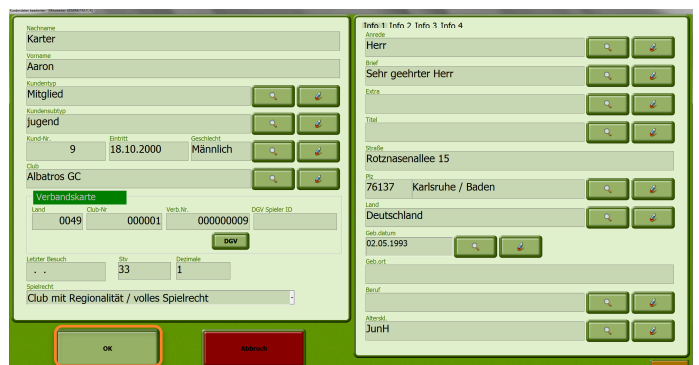 Nachname
Karter
Vorname
Aaron
Kundentyp
Mitglied
Kundensubtyp
jugend
Kund-Nr. Eintritt Geschlecht
9 18.10.2000 Männlich
Club
Albatros GC
Verbandskarte
Land Club-Nr Verb.Nr. DGV Spieler ID
0049 000001 000000009
DGV
Letzter Besuch Stv Dezimale
. . 33 1
Spielrecht
Club mit Regionalität / volles Spielrecht
OK Abbruch
Info 1 Info 2 Info 3 Info 4
Anrede
Herr
Brief
Sehr geehrter Herr
Extra
Titel
Straße
Rotznasenallee 15
Plz
76137 Karlsruhe / Baden
Land
Deutschland
Geb.datum
02.05.1993
Geb.ort
Beruf
Alterskl.
JunH